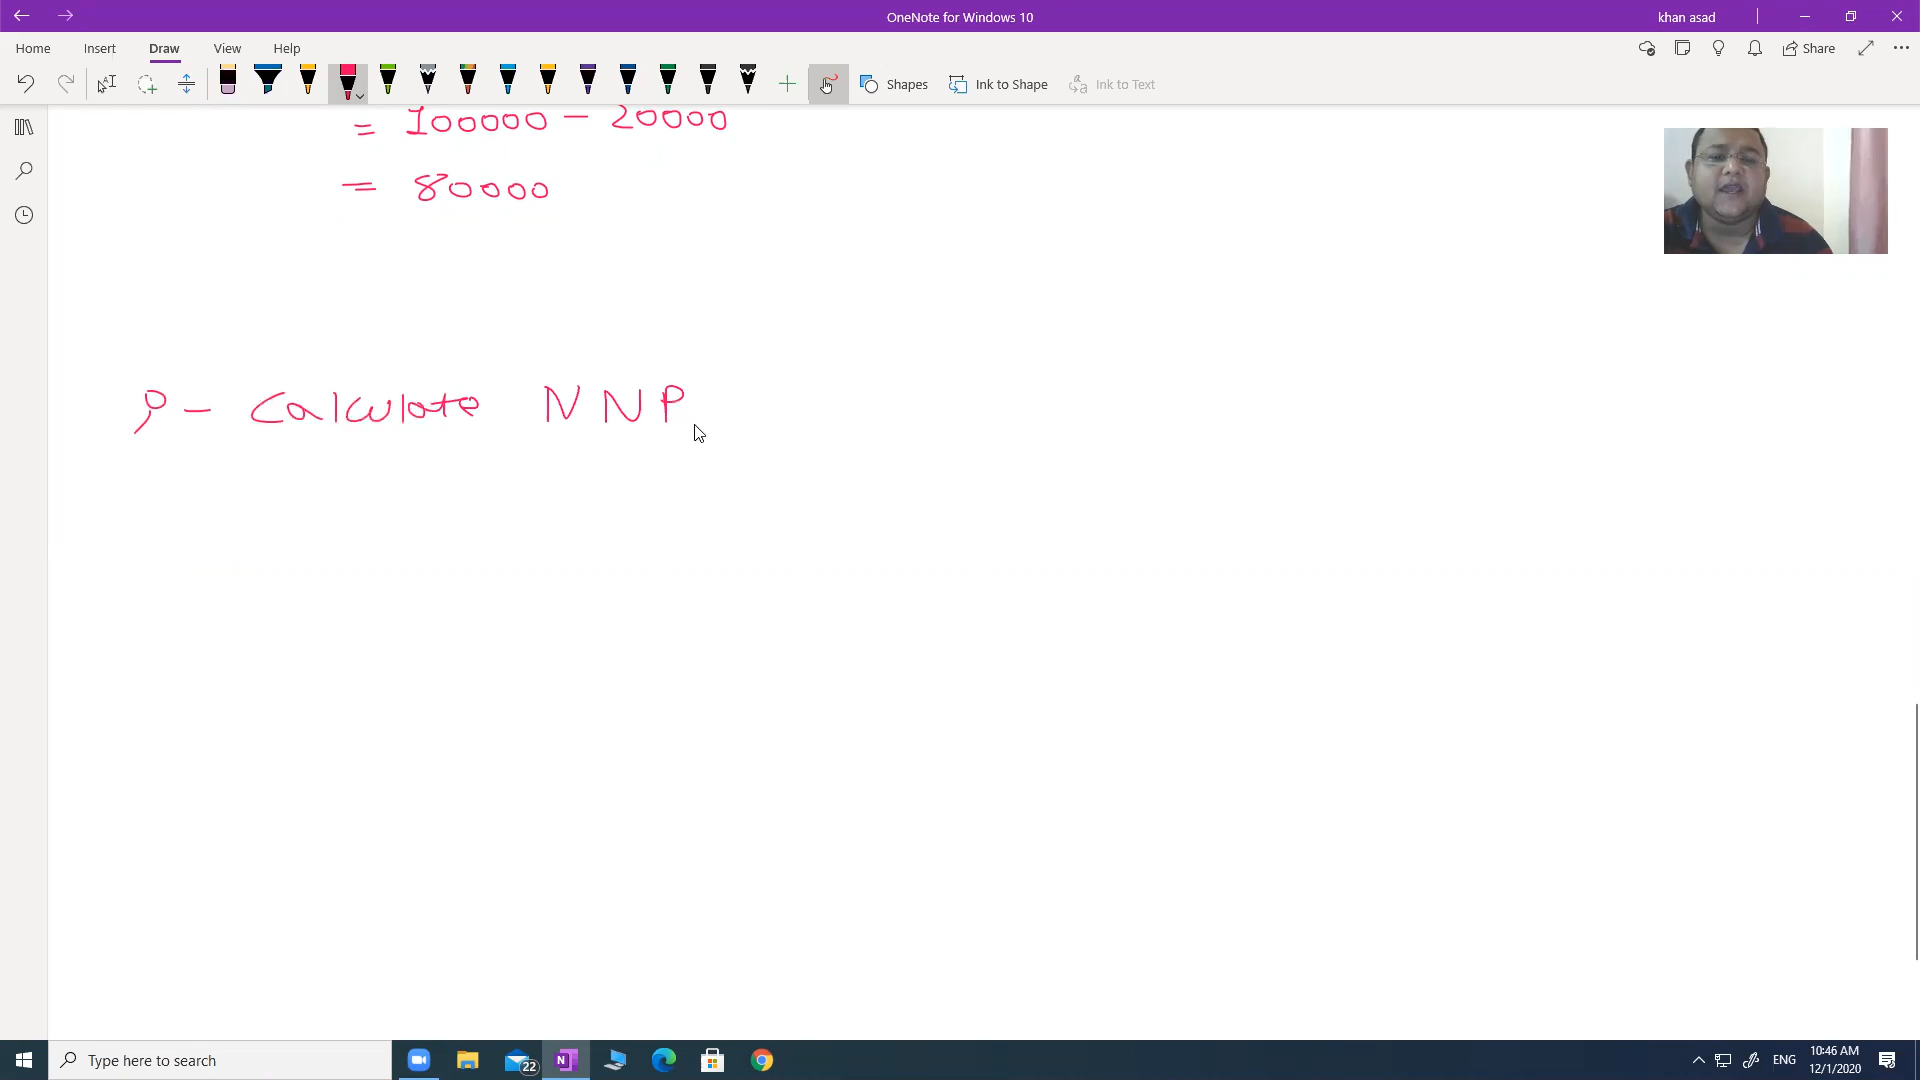 OneNote for Windows 10
khan asad
Home Insert Draw View Help
Share
Shapes
Ink to Shape
Ink to Text
= 100000 - 20000
= 80000
- Calculate NNP
Type here to search
22
ENG
10:46 AM
12/1/2020